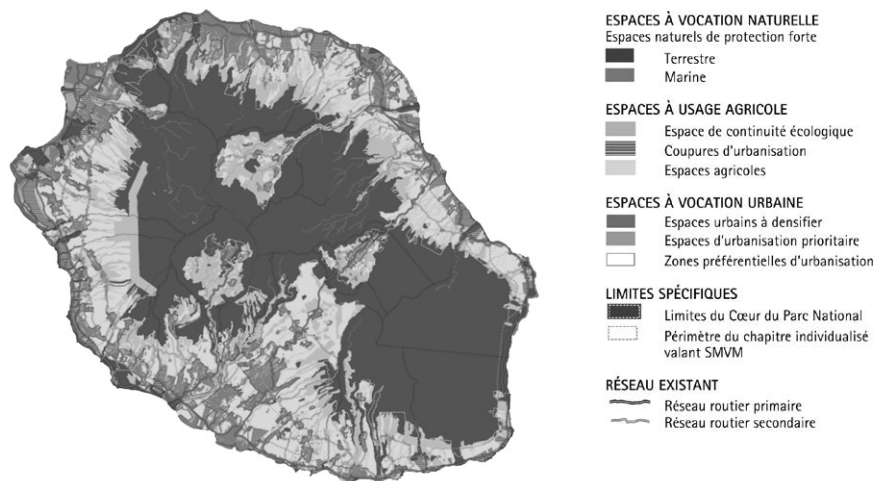 ESPACES À VOCATION NATURELLE
Espaces naturels de protection forte
Terrestre
Marine
ESPACES À USAGE AGRICOLE
Espace de continuité écologique
Coupures d'urbanisation
Espaces agricoles
ESPACES À VOCATION URBAINE
Espaces urbains à densifier
Espaces d'urbanisation prioritaire
Zones préférentielles d'urbanisation
LIMITES SPÉCIFIQUES
Limites du Cœur du Parc National
Périmètre du chapitre individualisé
valant SMVM
RÉSEAU EXISTANT
Réseau routier primaire
Réseau routier secondaire